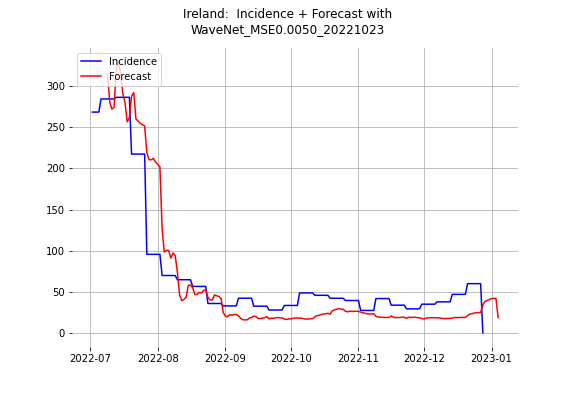 Ireland:  Incidence + Forecast with
WaveNet_MSE0.0050_20221023
Incidence
Forecast
300
250
200
150
100
50
0
2022-07 2022-08 2022-09 2022-10 2022-11 2022-12 2023-01